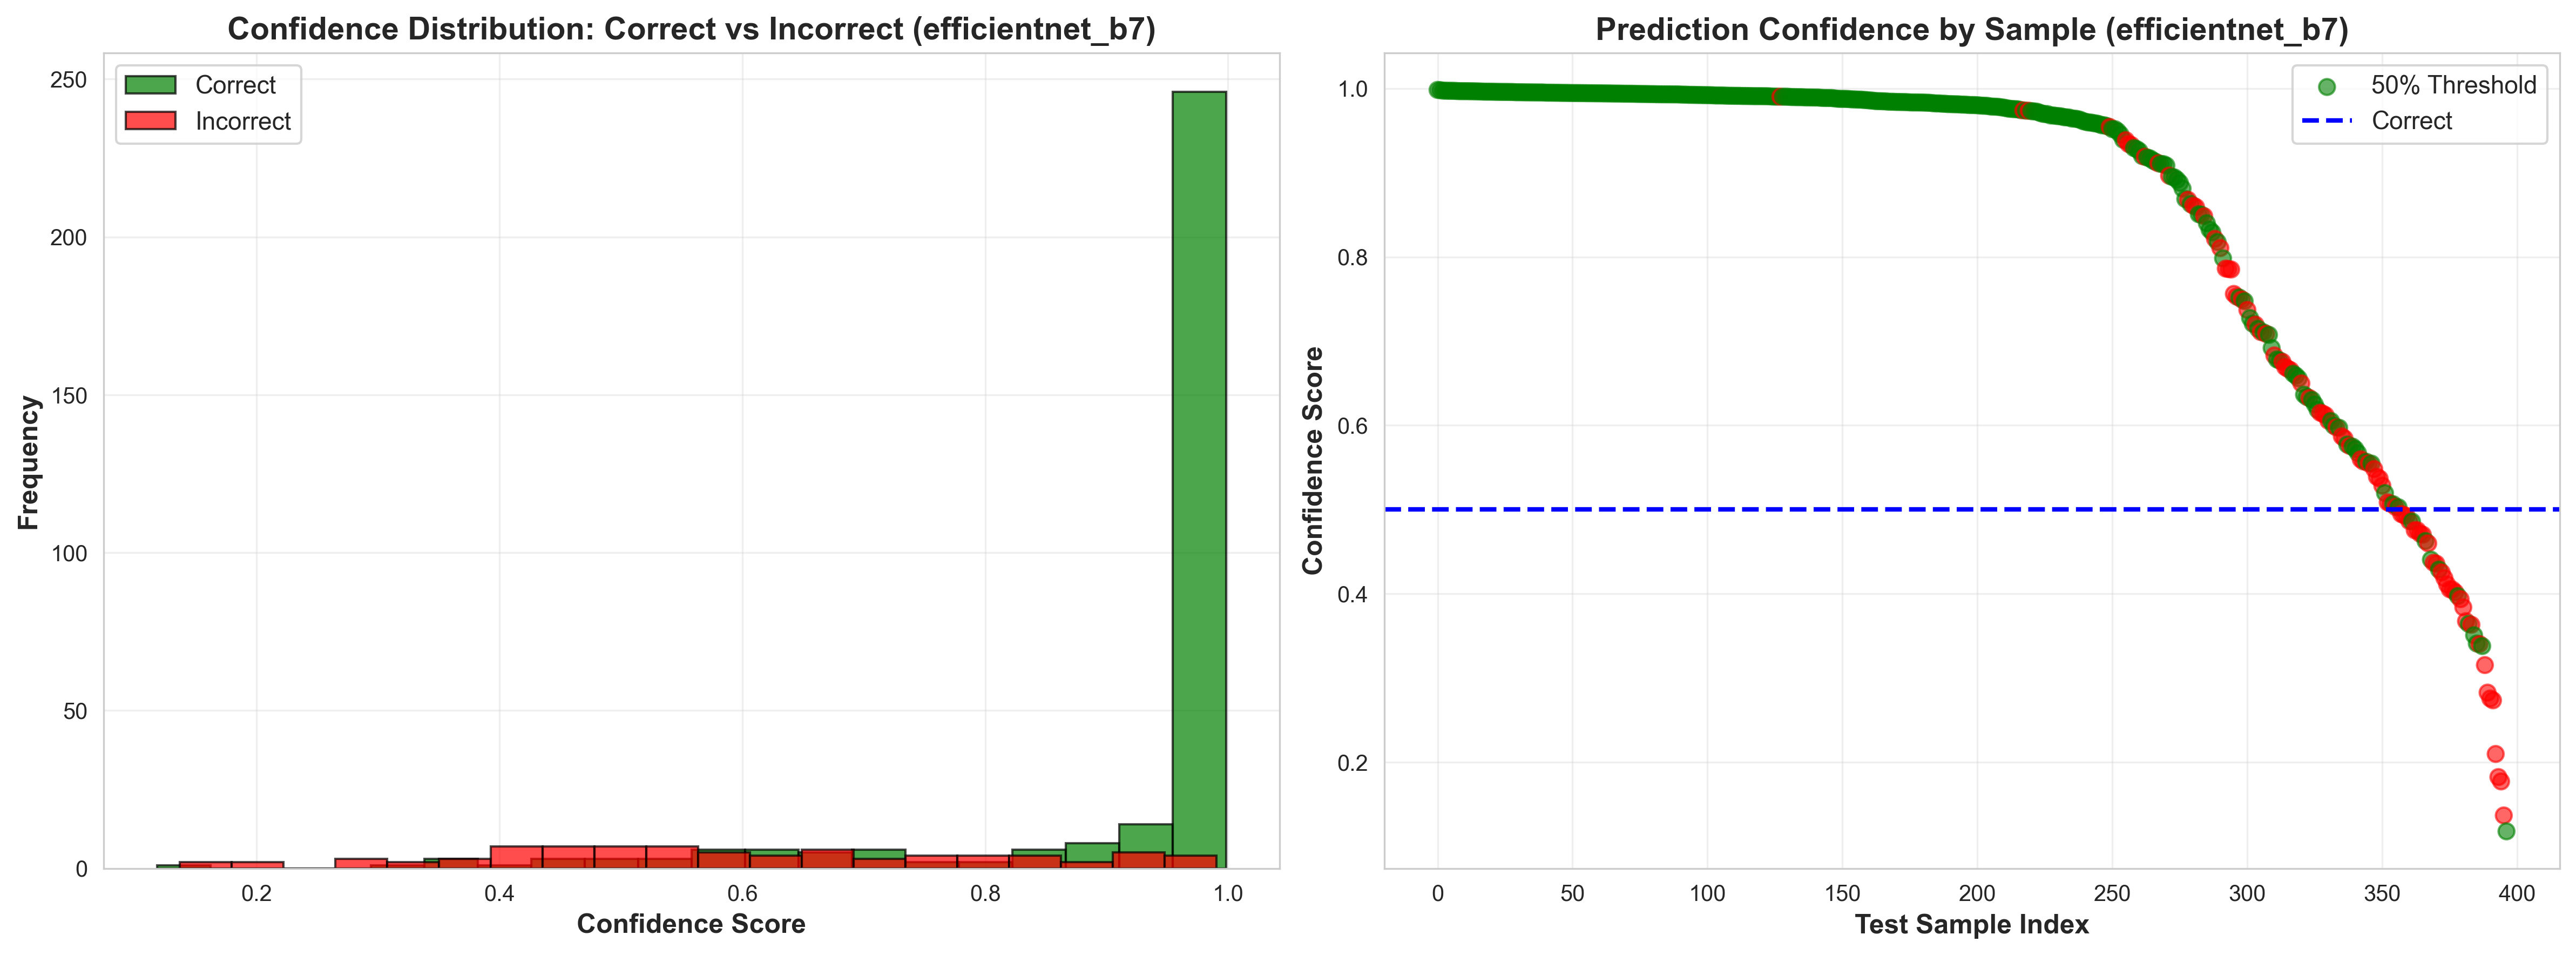 Confidence Distribution: Correct vs Incorrect (efficientnet_b7)
Correct
Incorrect
250
200
150
100
50
0
Frequency
0.2
0.4
0.6
0.8
1.0
Confidence Score
Prediction Confidence by Sample (efficientnet_b7)
50% Threshold
Correct
1.0
0.8
0.6
0.4
0.2
Confidence Score
0
50
100
150
200
250
300
350
400
Test Sample Index